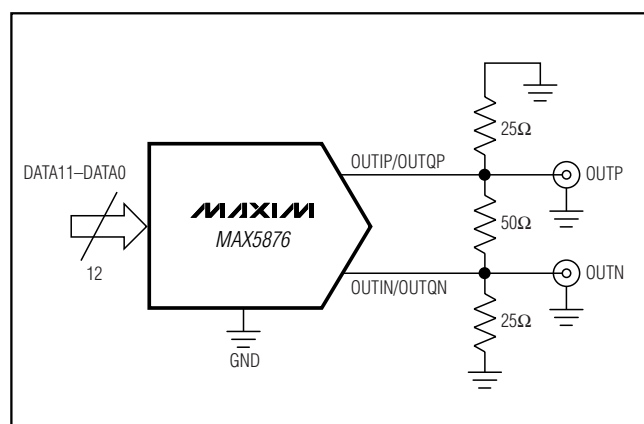 25Ω
OUTIP/OUTQP
OUTP
DATA11–DATA0
MAXIM
MAX5876
50Ω
12
OUTIN/OUTQN
OUTN
25Ω
GND